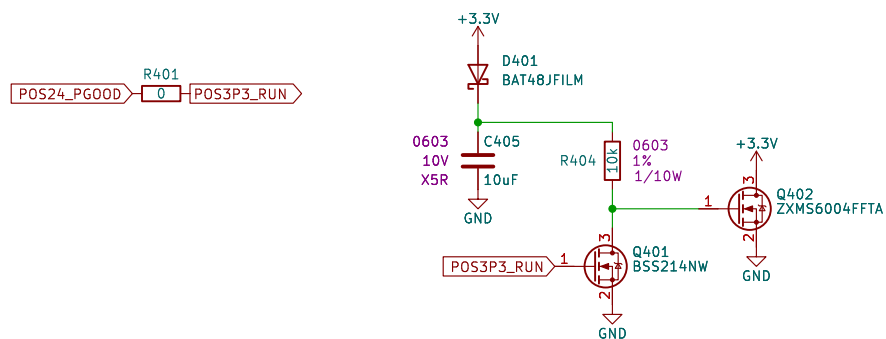 +3.3V
D401
BAT48JFILM
R401
POS24_PGOOD
0
POS3P3_RUN
0603
10V
X5R
C405
10uF
GND
R404
10k
0603
1%
1/10W
+3.3V
3
1
Q402
ZXMS6004FFTA
2
GND
POS3P3_RUN
1
3
Q401
BSS214NW
2
GND